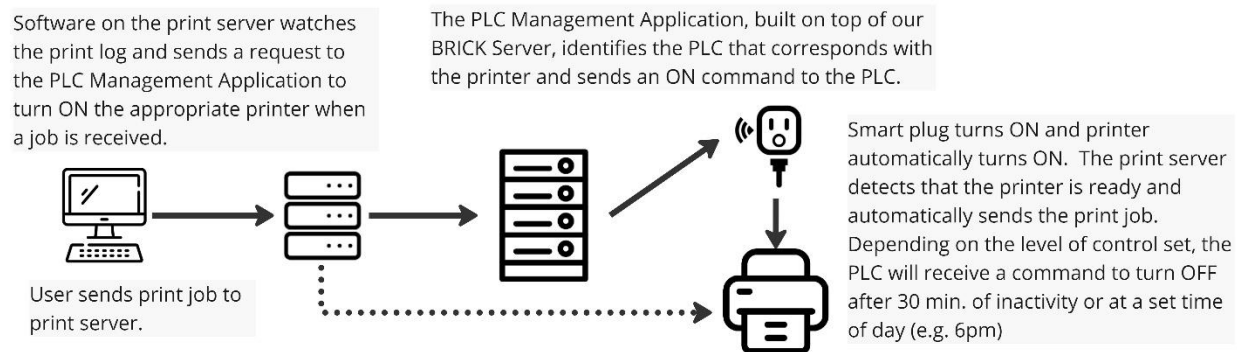 Software on the print server watches
the print log and sends a request to
the PLC Management Application to
turn ON the appropriate printer when
a job is received.
The PLC Management Application, built on top of our
BRICK Server, identifies the PLC that corresponds with
the printer and sends an ON command to the PLC.
Smart plug turns ON and printer
automatically turns ON.  The print server
detects that the printer is ready and
automatically sends the print job.
Depending on the level of control set, the
PLC will receive a command to turn OFF
after 30 min. of inactivity or at a set time
of day (e.g. 6pm)
User sends print job to
print server.